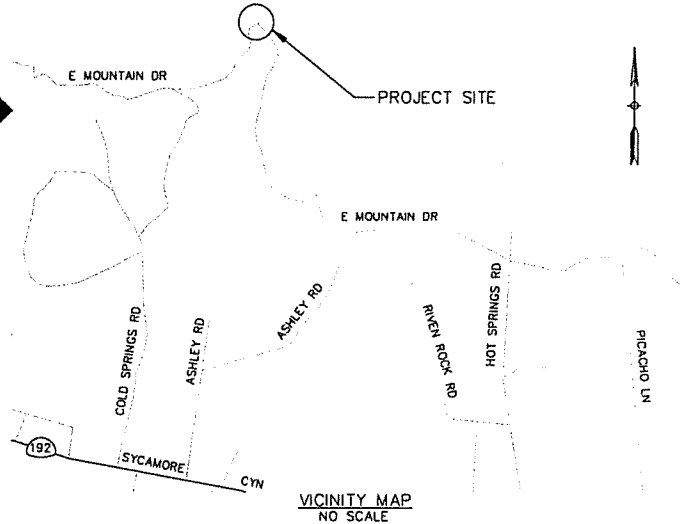 E MOUNTAIN DR
PROJECT SITE
E MOUNTAIN DR
COLD SPRINGS RD
ASHLEY RD
ASHLEY RD
RIVEN ROCK RD
HOT SPRINGS RD
PICACHO LN
192
SYCAMORE CYN
VICINITY MAP
NO SCALE